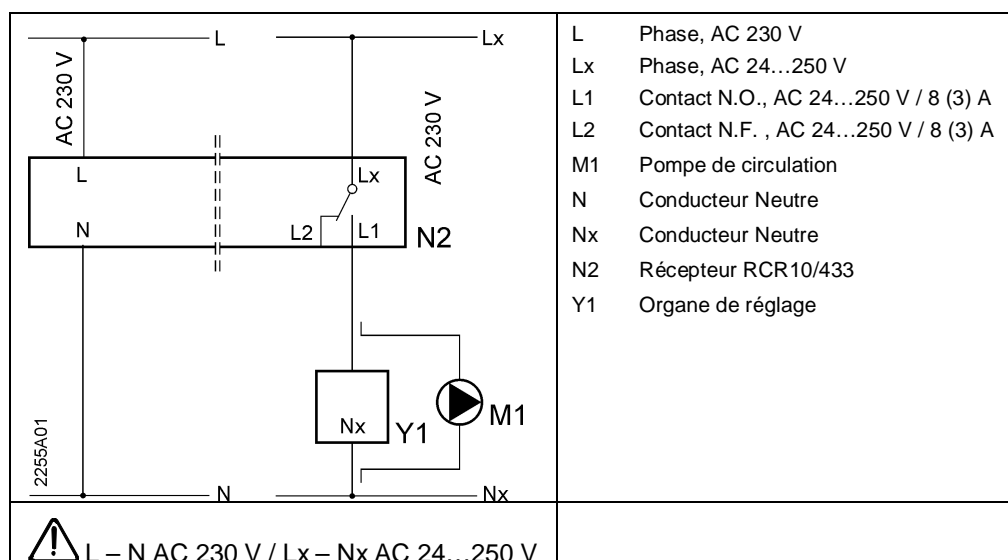 L
Lx
AC 230 V
AC 230 V
L
Lx
N
L2
L1
N2
Nx
Y1
M1
2255A01
N
Nx
L Phase, AC 230 V
Lx Phase, AC 24…250 V
L1 Contact N.O., AC 24…250 V / 8 (3) A
L2 Contact N.F. , AC 24…250 V / 8 (3) A
M1 Pompe de circulation
N Conducteur Neutre
Nx Conducteur Neutre
N2 Récepteur RCR10/433
Y1 Organe de réglage
L – N AC 230 V / Lx – Nx AC 24…250 V